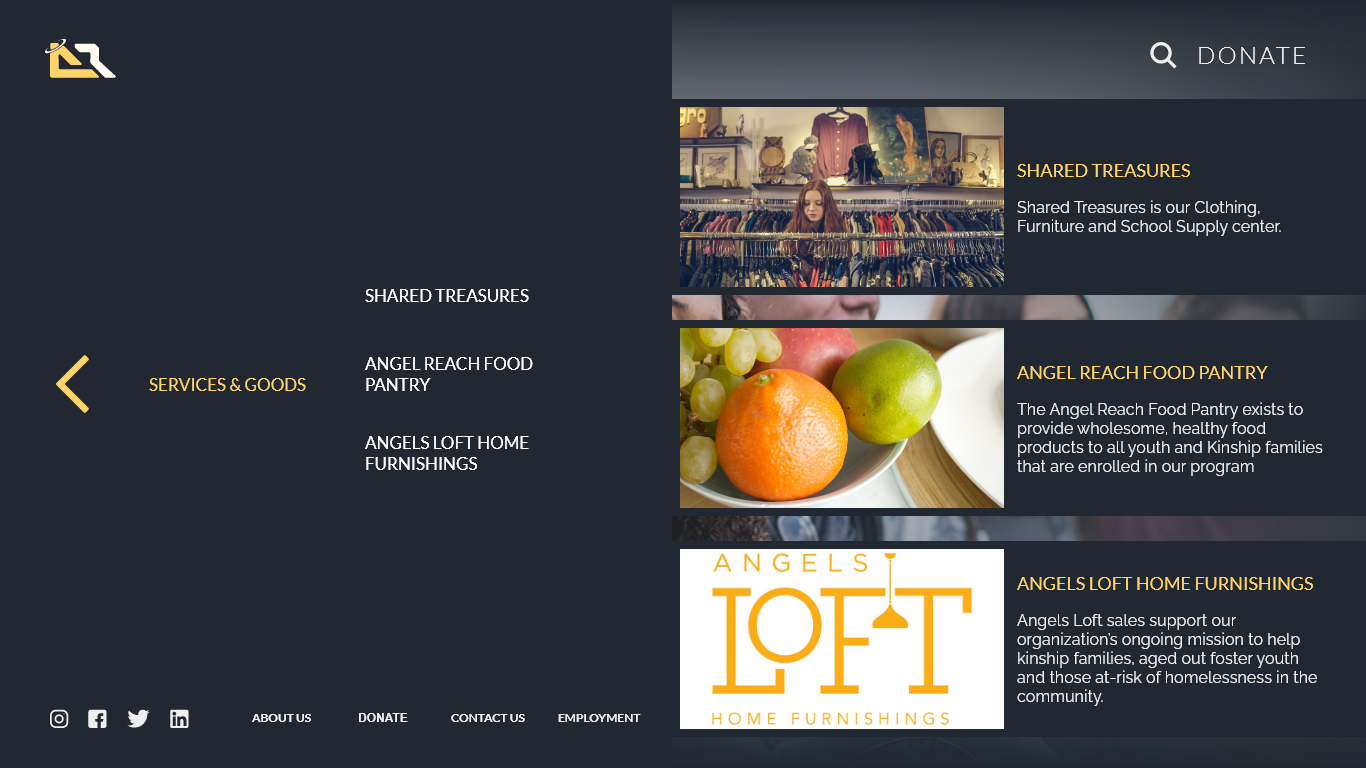 DONATE
SHARED TREASURES
ANGEL REACH FOOD
PANTRY
SERVICES & GOODS
ANGELS LOFT HOME
FURNISHINGS
ABOUT US
DONATE
CONTACT US
EMPLOYMENT
SHARED TREASURES
Shared Treasures is our Clothing,
Furniture and School Supply center.
ANGEL REACH FOOD PANTRY
The Angel Reach Food Pantry exists to
provide wholesome, healthy food
products to all youth and Kinship families
that are enrolled in our program
ANGELS
LOFT
HOME FURNISHINGS
ANGELS LOFT HOME FURNISHINGS
Angels Loft sales support our
organization's ongoing mission to help
kinship families, aged out foster youth
and those at-risk of homelessness in the
community.